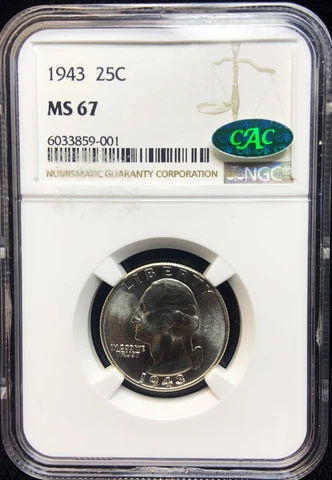 1943 25C
MS 67
CAC
6033859-001
NUMISMATIC GUARANTY CORPORATION
NGC
LIBERTY
IN GOD WE
TRUST
1943